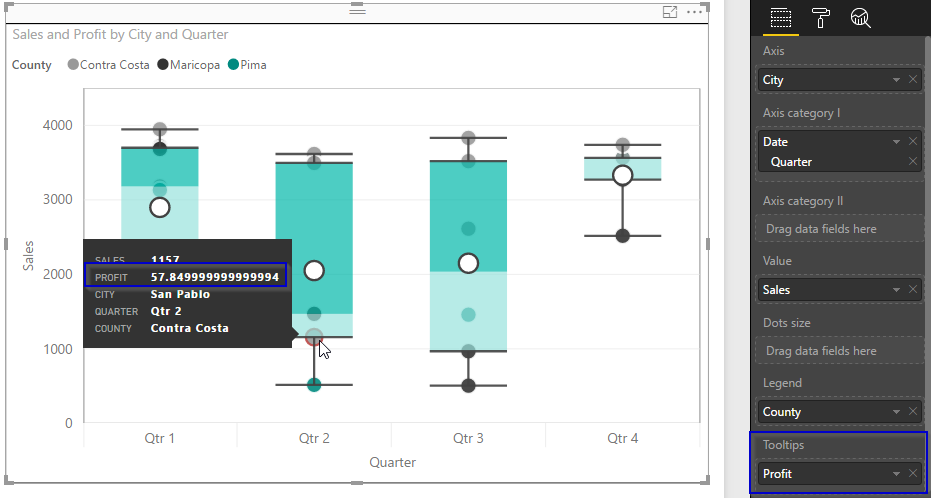 Sales and Profit by City and Quarter
County Contra Costa Maricopa Pima
4000
3000
2000
1000
0
Sales
Qtr 1 Qtr 2 Qtr 3 Qtr 4
Quarter
SALES 1157
PROFIT 57.849999999999994
CITY San Pablo
QUARTER Qtr 2
COUNTY Contra Costa
Axis
City
Axis category I
Date
Quarter
Axis category II
Drag data fields here
Value
Sales
Dots size
Drag data fields here
Legend
County
Tooltips
Profit